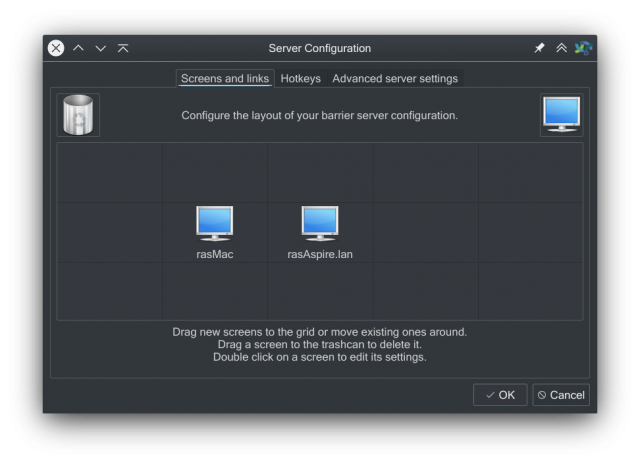 Server Configuration
Screens and links Hotkeys Advanced server settings
Configure the layout of your barrier server configuration.
rasMac rasAspire.lan
Drag new screens to the grid or move existing ones around.
Drag a screen to the trashcan to delete it.
Double click on a screen to edit its settings.
OK Cancel